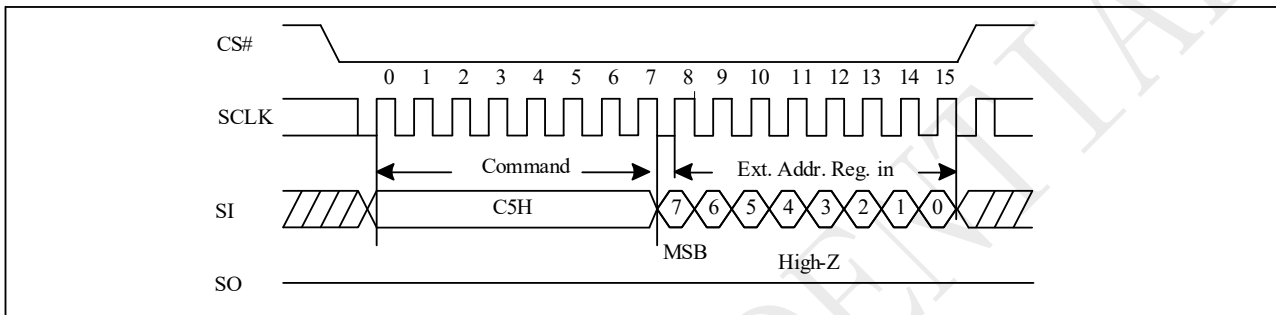 CS#
0 1 2 3 4 5 6 7 8 9 10 11 12 13 14 15
SCLK
Command Ext. Addr. Reg. in
SI C5H 7 6 5 4 3 2 1 0
MSB High-Z
SO